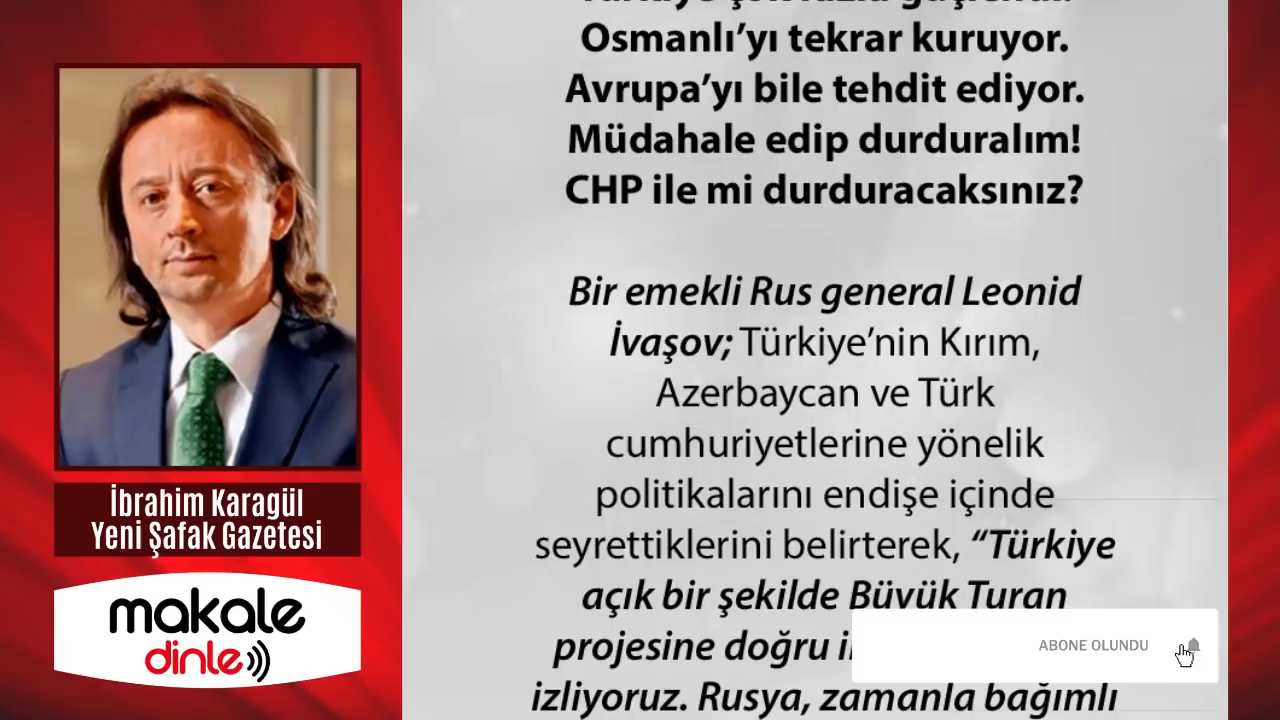 Osmanlı’yı tekrar kuruyor.
Avrupa’yı bile tehdit ediyor.
Müdahale edip durduralım!
CHP ile mi durduracaksınız?
Bir emekli Rus general Leonid
İvaşov; Türkiye’nin Kırım,
Azerbaycan ve Türk
cumhuriyetlerine yönelik
politikalarını endişe içinde
seyrettiklerini belirterek, “Türkiye
açık bir şekilde Büyük Turan
projesine doğru
izliyoruz. Rusya, zamanla bağımlı
İbrahim Karagül
Yeni Şafak Gazetesi
makale
dinle
ABONE OLUNDU